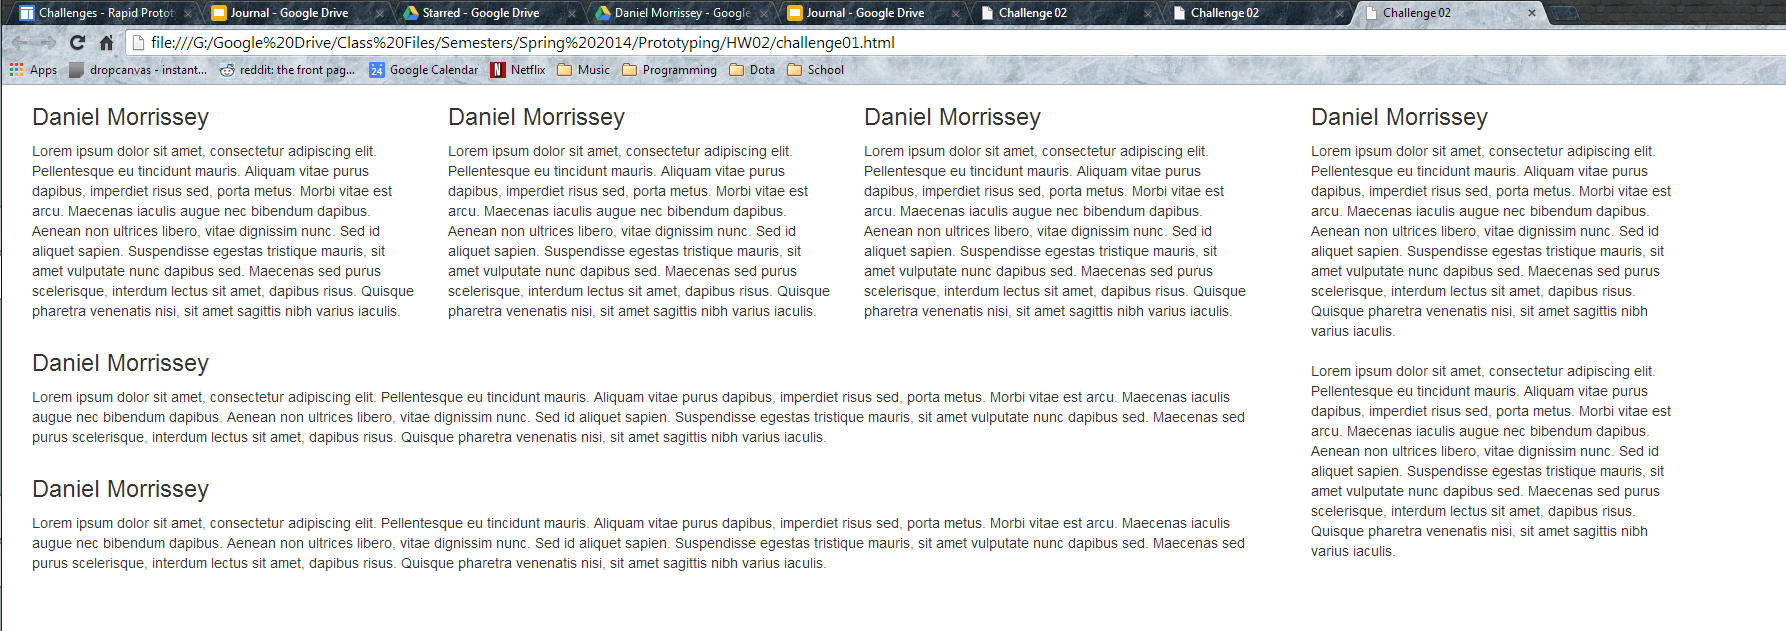 Challenges - Rapid Protot
Journal - Google Drive
Starred - Google Drive
Daniel Morrissey - Google
Journal - Google Drive
Challenge 02
Challenge 02
Challenge 02
file:///G:/Google%20Drive/Class%20Files/Semesters/Spring%202014/Prototyping/HW02/challenge01.html
Apps
dropcanvas - instant...
reddit: the front pag...
24 Google Calendar
N Netflix
Music
Programming
Dota
School
Daniel Morrissey
Lorem ipsum dolor sit amet, consectetur adipiscing elit.
Pellentesque eu tincidunt mauris. Aliquam vitae purus
dapibus, imperdiet risus sed, porta metus. Morbi vitae est
arcu. Maecenas iaculis augue nec bibendum dapibus.
Aenean non ultrices libero, vitae dignissim nunc. Sed id
aliquet sapien. Suspendisse egestas tristique mauris, sit
amet vulputate nunc dapibus sed. Maecenas sed purus
scelerisque, interdum lectus sit amet, dapibus risus. Quisque
pharetra venenatis nisi, sit amet sagittis nibh varius iaculis.
Daniel Morrissey
Lorem ipsum dolor sit amet, consectetur adipiscing elit.
Pellentesque eu tincidunt mauris. Aliquam vitae purus
dapibus, imperdiet risus sed, porta metus. Morbi vitae est
arcu. Maecenas iaculis augue nec bibendum dapibus.
Aenean non ultrices libero, vitae dignissim nunc. Sed id
aliquet sapien. Suspendisse egestas tristique mauris, sit
amet vulputate nunc dapibus sed. Maecenas sed purus
scelerisque, interdum lectus sit amet, dapibus risus. Quisque
pharetra venenatis nisi, sit amet sagittis nibh varius iaculis.
Daniel Morrissey
Lorem ipsum dolor sit amet, consectetur adipiscing elit.
Pellentesque eu tincidunt mauris. Aliquam vitae purus
dapibus, imperdiet risus sed, porta metus. Morbi vitae est
arcu. Maecenas iaculis augue nec bibendum dapibus.
Aenean non ultrices libero, vitae dignissim nunc. Sed id
aliquet sapien. Suspendisse egestas tristique mauris, sit
amet vulputate nunc dapibus sed. Maecenas sed purus
scelerisque, interdum lectus sit amet, dapibus risus. Quisque
pharetra venenatis nisi, sit amet sagittis nibh varius iaculis.
Daniel Morrissey
Lorem ipsum dolor sit amet, consectetur adipiscing elit. Pellentesque eu tincidunt mauris. Aliquam vitae purus dapibus, imperdiet risus sed, porta metus. Morbi vitae est arcu. Maecenas iaculis
augue nec bibendum dapibus. Aenean non ultrices libero, vitae dignissim nunc. Sed id aliquet sapien. Suspendisse egestas tristique mauris, sit amet vulputate nunc dapibus sed. Maecenas sed
purus scelerisque, interdum lectus sit amet, dapibus risus. Quisque pharetra venenatis nisi, sit amet sagittis nibh varius iaculis.
Daniel Morrissey
Lorem ipsum dolor sit amet, consectetur adipiscing elit. Pellentesque eu tincidunt mauris. Aliquam vitae purus dapibus, imperdiet risus sed, porta metus. Morbi vitae est arcu. Maecenas iaculis
augue nec bibendum dapibus. Aenean non ultrices libero, vitae dignissim nunc. Sed id aliquet sapien. Suspendisse egestas tristique mauris, sit amet vulputate nunc dapibus sed. Maecenas sed
purus scelerisque, interdum lectus sit amet, dapibus risus. Quisque pharetra venenatis nisi, sit amet sagittis nibh varius iaculis.
Daniel Morrissey
Lorem ipsum dolor sit amet, consectetur adipiscing elit.
Pellentesque eu tincidunt mauris. Aliquam vitae purus
dapibus, imperdiet risus sed, porta metus. Morbi vitae est
arcu. Maecenas iaculis augue nec bibendum dapibus.
Aenean non ultrices libero, vitae dignissim nunc. Sed id
aliquet sapien. Suspendisse egestas tristique mauris, sit
amet vulputate nunc dapibus sed. Maecenas sed purus
scelerisque, interdum lectus sit amet, dapibus risus.
Quisque pharetra venenatis nisi, sit amet sagittis nibh
varius iaculis.
Lorem ipsum dolor sit amet, consectetur adipiscing elit.
Pellentesque eu tincidunt mauris. Aliquam vitae purus
dapibus, imperdiet risus sed, porta metus. Morbi vitae est
arcu. Maecenas iaculis augue nec bibendum dapibus.
Aenean non ultrices libero, vitae dignissim nunc. Sed id
aliquet sapien. Suspendisse egestas tristique mauris, sit
amet vulputate nunc dapibus sed. Maecenas sed purus
scelerisque, interdum lectus sit amet, dapibus risus.
Quisque pharetra venenatis nisi, sit amet sagittis nibh
varius iaculis.